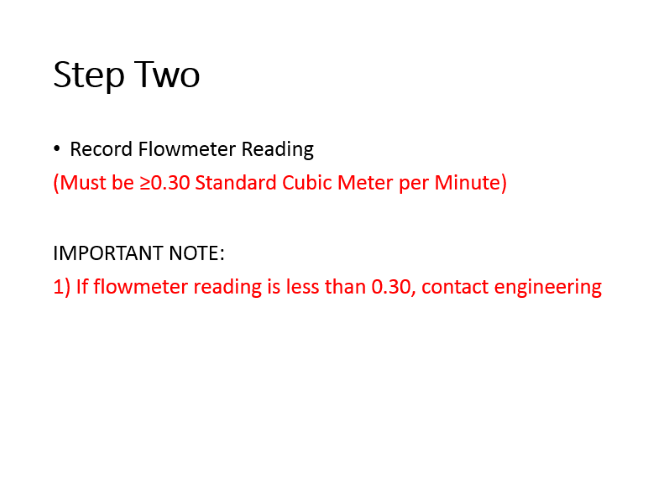 Step Two
• Record Flowmeter Reading
(Must be ≥0.30 Standard Cubic Meter per Minute)
IMPORTANT NOTE:
1) If flowmeter reading is less than 0.30, contact engineering